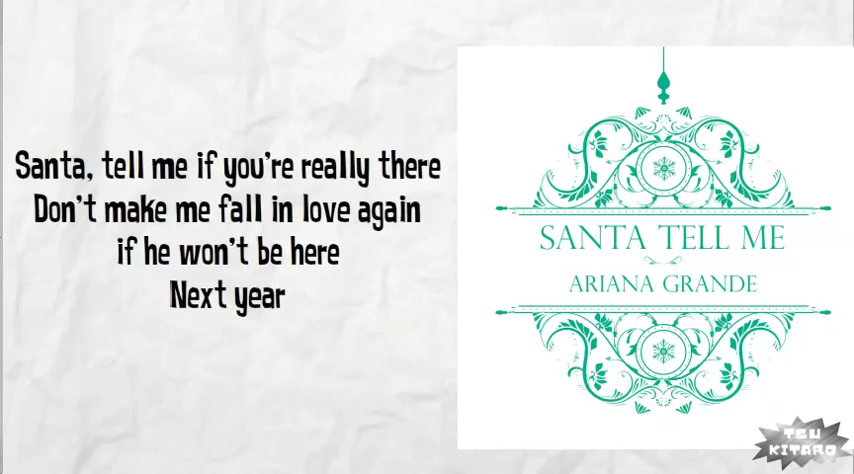 Santa, tell me if you're really there
Don't make me fall in love again
if he won't be here
Next year
SANTA TELL ME
ARIANA GRANDE
TEU
KITARO